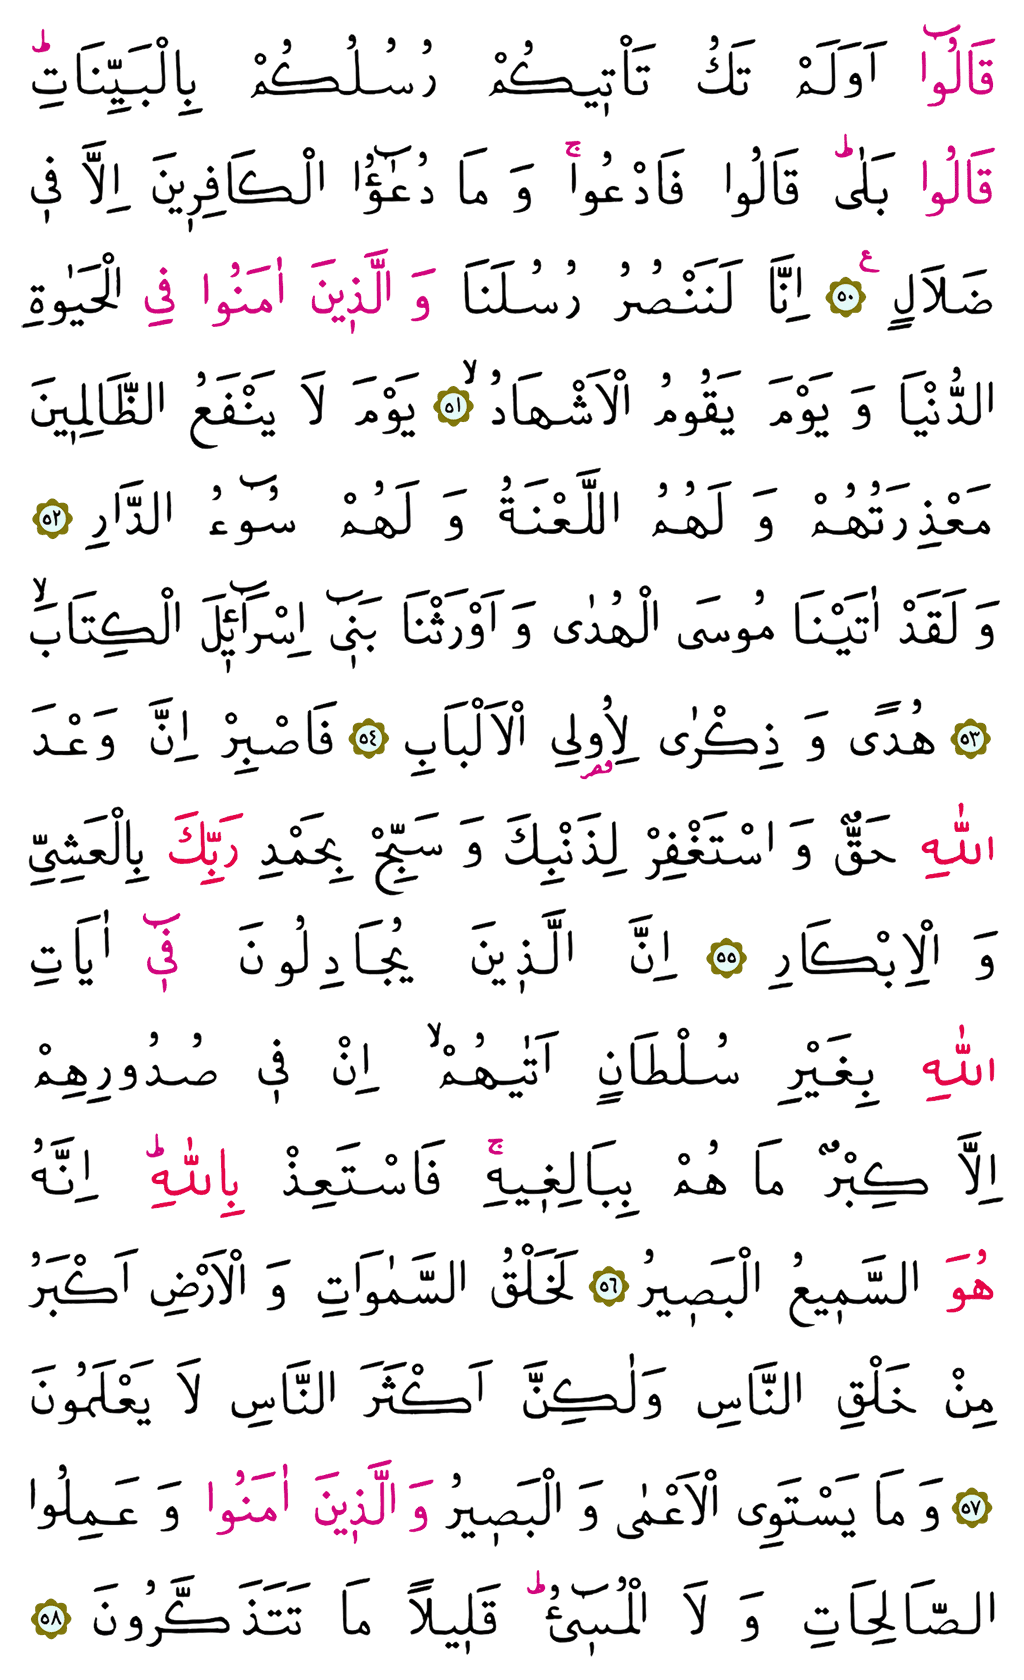 قَالُٓوا اَوَلَمْ تَكُ تَأْتٖيكُمْ رُسُلُكُمْ بِالْبَيِّنَاتِؕ
قَالُوا بَلٰىؕ قَالُوا فَادْعُواۚ وَ مَا دُعٰٓؤُا الْكَافِرٖينَ اِلَّا فٖي
ضَلَالٍ ﴿٥٠﴾ ع اِنَّا لَنَنْصُرُ رُسُلَنَا وَ الَّذٖينَ اٰمَنُوا فِي الْحَيٰوةِ
الدُّنْيَا وَ يَوْمَ يَقُومُ الْاَشْهَادُۙ ﴿٥١﴾ يَوْمَ لَا يَنْفَعُ الظَّالِمٖينَ
مَعْذِرَتُهُمْ وَ لَهُمُ اللَّعْنَةُ وَ لَهُمْ سُٓوءُ الدَّارِ ﴿٥٢﴾
وَ لَقَدْ اٰتَيْنَا مُوسَى الْهُدٰى وَ اَوْرَثْنَا بَنٖٓي اِسْرَٓائٖلَ الْكِتَابَۙ
﴿٥٣﴾ هُدًى وَ ذِكْرٰى لِاُولِي الْاَلْبَابِ ﴿٥٤﴾ فَاصْبِرْ اِنَّ وَعْدَ
اللّٰهِ حَقٌّ وَ اسْتَغْفِرْ لِذَنْبِكَ وَ سَبِّحْ بِحَمْدِ رَبِّكَ بِالْعَشِيِّ
وَ الْاِبْكَارِ ﴿٥٥﴾ اِنَّ الَّذٖينَ يُجَادِلُونَ فٖٓي اٰيَاتِ
اللّٰهِ بِغَيْرِ سُلْطَانٍ اَتٰيهُمْۙ اِنْ فٖي صُدُورِهِمْ
اِلَّا كِبْرٌ مَا هُمْ بِبَالِغٖيهِۚ فَاسْتَعِذْ بِاللّٰهِؕ اِنَّهُ
هُوَ السَّمٖيعُ الْبَصٖيرُ ﴿٥٦﴾ لَخَلْقُ السَّمٰوَاتِ وَ الْاَرْضِ اَكْبَرُ
مِنْ خَلْقِ النَّاسِ وَلٰكِنَّ اَكْثَرَ النَّاسِ لَا يَعْلَمُونَ
﴿٥٧﴾ وَ مَا يَسْتَوِي الْاَعْمٰى وَ الْبَصٖيرُ وَ الَّذٖينَ اٰمَنُوا وَ عَمِلُوا
الصَّالِحَاتِ وَ لَا الْمُسٖٓيءُؕ قَلٖيلًا مَا تَتَذَكَّرُونَ ﴿٥٨﴾